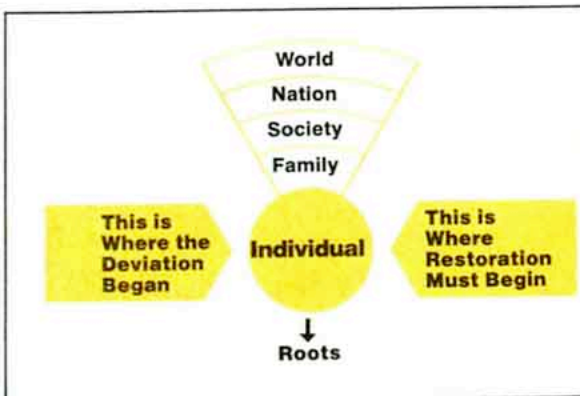 World
Nation
Society
Family
This is
Where the
Deviation
Began
Individual
This is
Where
Restoration
Must Begin
Roots